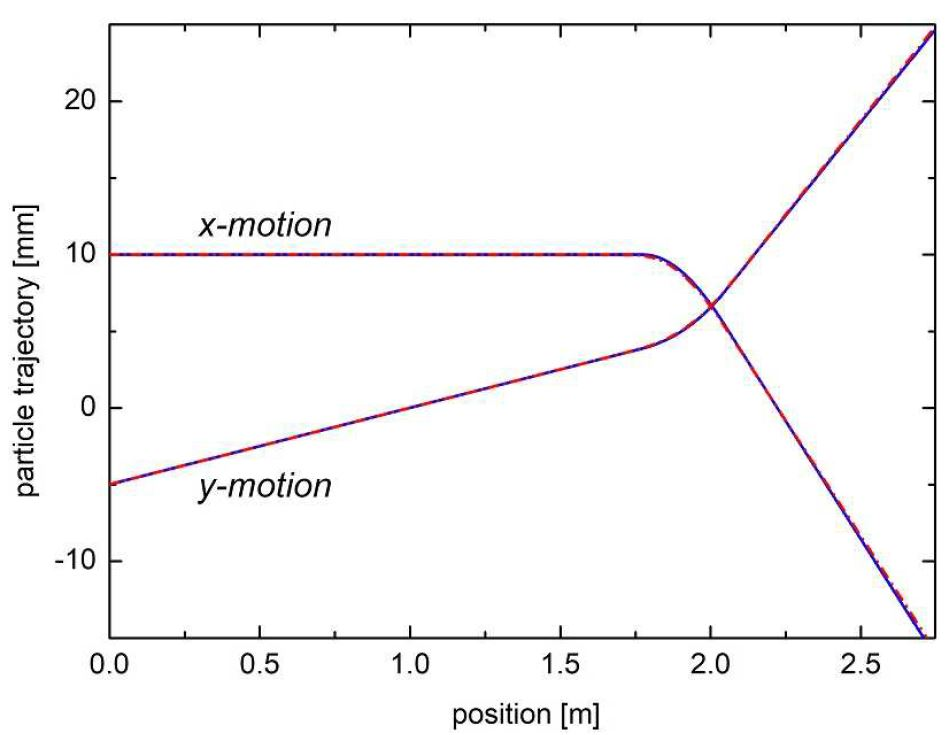 particle trajectory [mm]
20
10
0
-10
x-motion
y-motion
0.0 0.5 1.0 1.5 2.0 2.5
position [m]